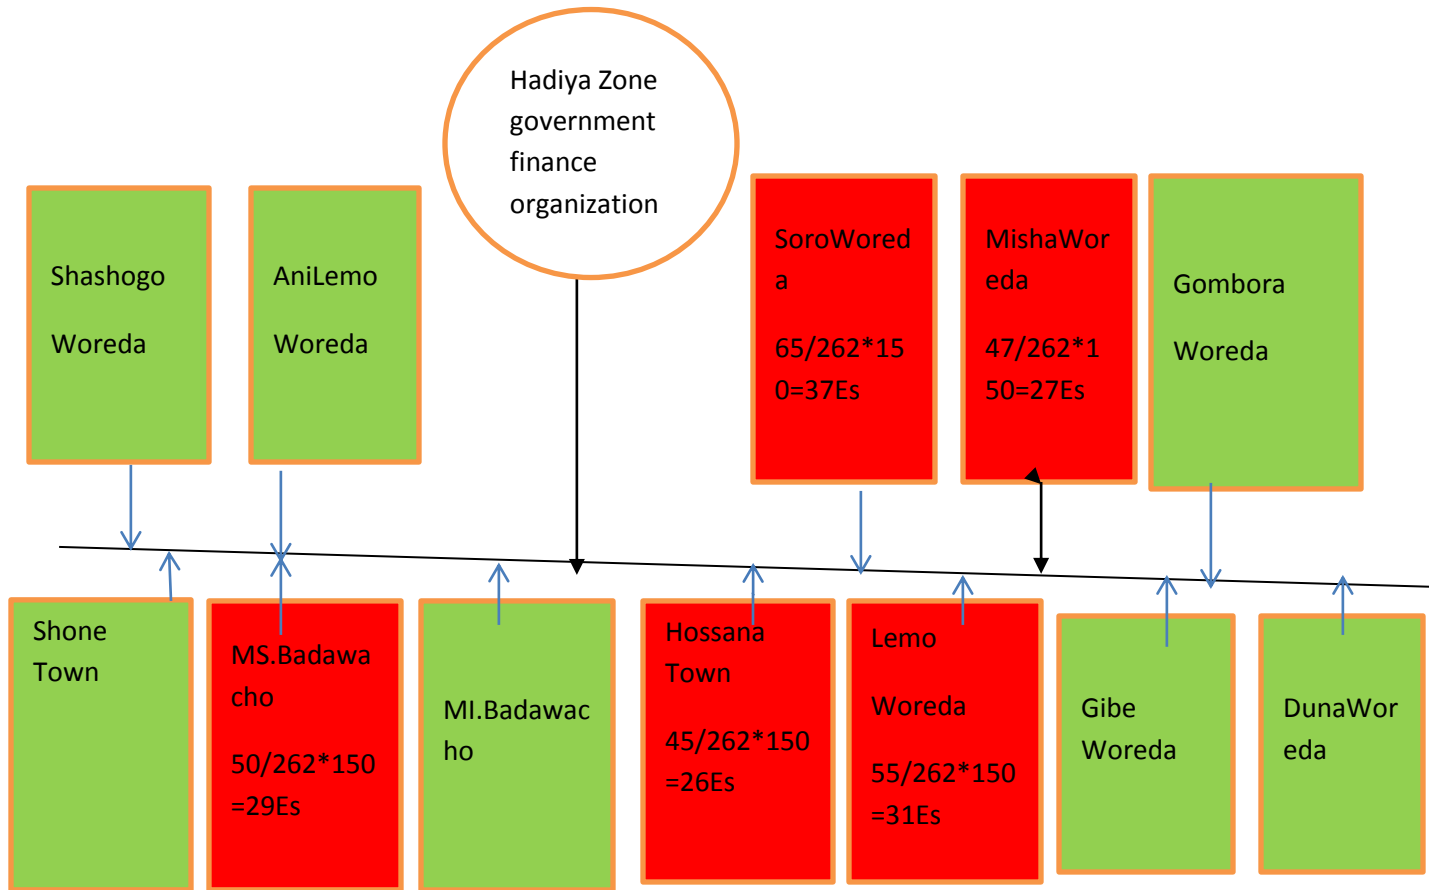 Hadiya Zone
government
finance
organization
Shashogo
Woreda
AniLemo
Woreda
SoroWored
a
65/262*15
0=37Es
MishaWor
eda
47/262*1
50=27Es
Gombora
Woreda
Shone
Town
MS.Badawa
cho
50/262*150
=29Es
MI.Badawac
ho
Hossana
Town
45/262*150
=26Es
Lemo
Woreda
55/262*150
=31Es
Gibe
Woreda
DunaWor
eda